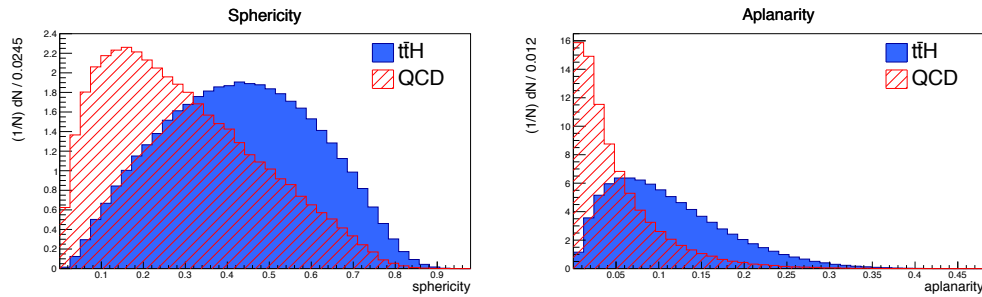 Sphericity
(1/N) dN / 0.0245
2.4
2.2
2
1.8
1.6
1.4
1.2
1
0.8
0.6
0.4
0.2
0
tt̄H
QCD
0.1 0.2 0.3 0.4 0.5 0.6 0.7 0.8 0.9
sphericity
Aplanarity
(1/N) dN / 0.012
16
14
12
10
8
6
4
2
0
tt̄H
QCD
0.05 0.1 0.15 0.2 0.25 0.3 0.35 0.4 0.45
aplanarity